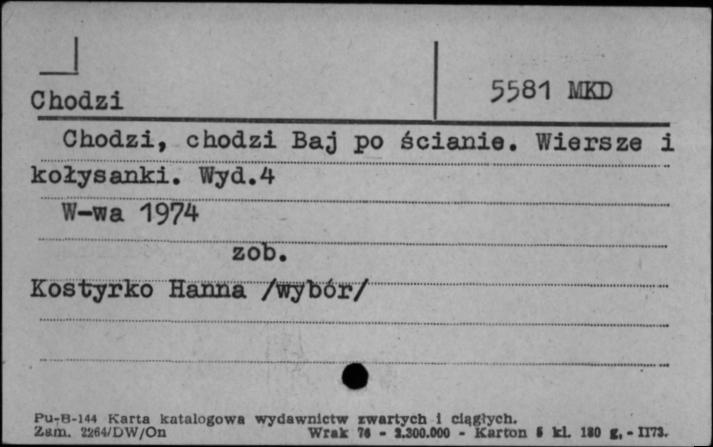 5581 MKD
Chodzi
Chodzi, chodzi Baj po ścianie. Wiersze i
kołysanki. Wyd.4
W-wa 1974
zob.
Kostyrko Hanna /wybór/
Pu-B-144 Karta katalogowa wydawnictw zwartych i ciągłych.
Zam. 2264/DW/On Wrak 76 - 2.300.000 - Karton 5 kl. 180 g, - II73.